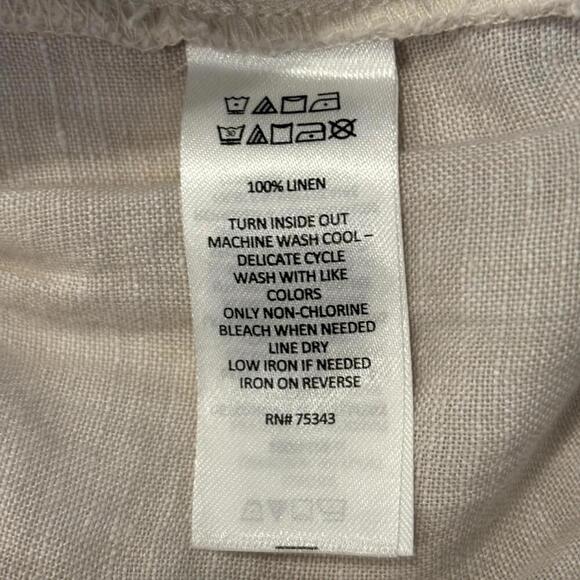 30
100% LINEN
TURN INSIDE OUT
MACHINE WASH COOL –
DELICATE CYCLE
WASH WITH LIKE
COLORS
ONLY NON-CHLORINE
BLEACH WHEN NEEDED
LINE DRY
LOW IRON IF NEEDED
IRON ON REVERSE
RN# 75343